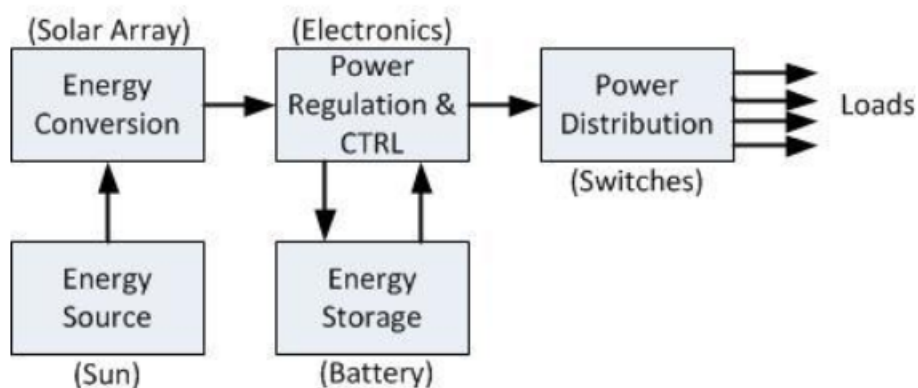 (Solar Array)
Energy
Conversion
(Electronics)
Power
Regulation &
CTRL
Power
Distribution
(Switches)
Loads
Energy
Source
(Sun)
Energy
Storage
(Battery)